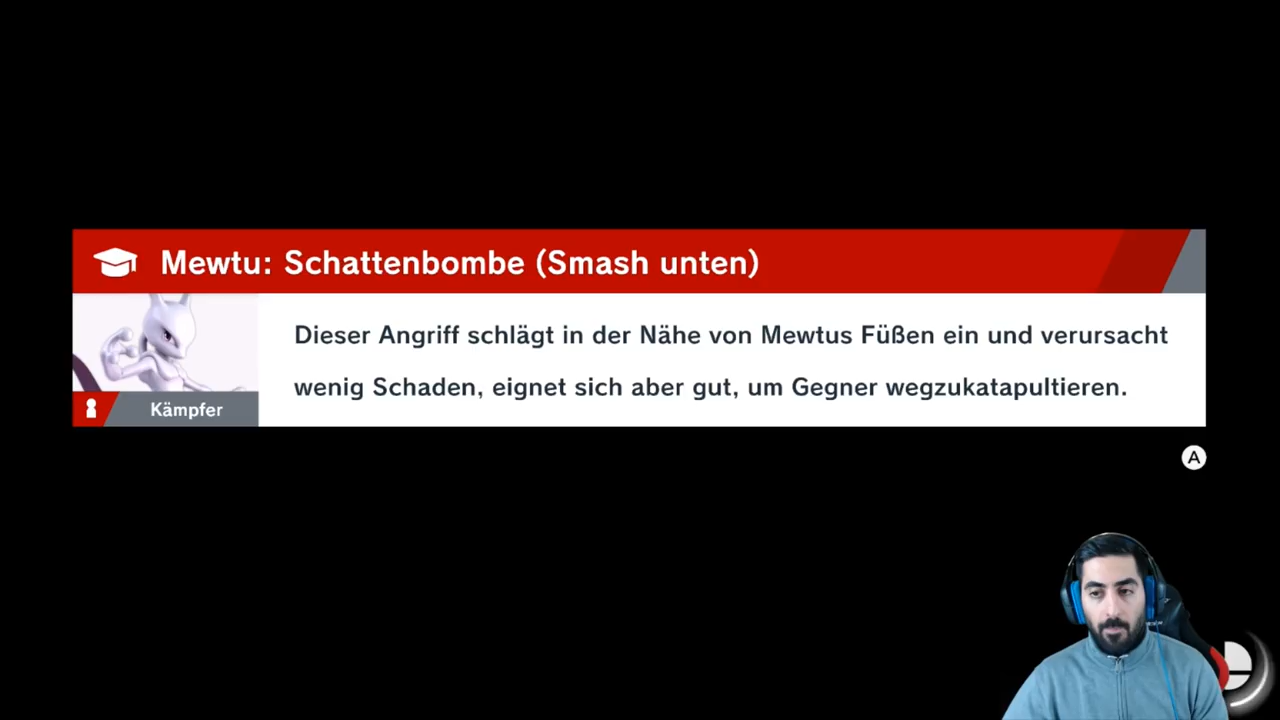 Mewtu: Schattenbombe (Smash unten)
Dieser Angriff schlägt in der Nähe von Mewtus Füßen ein und verursacht
wenig Schaden, eignet sich aber gut, um Gegner wegzukatapultieren.
Kämpfer
A